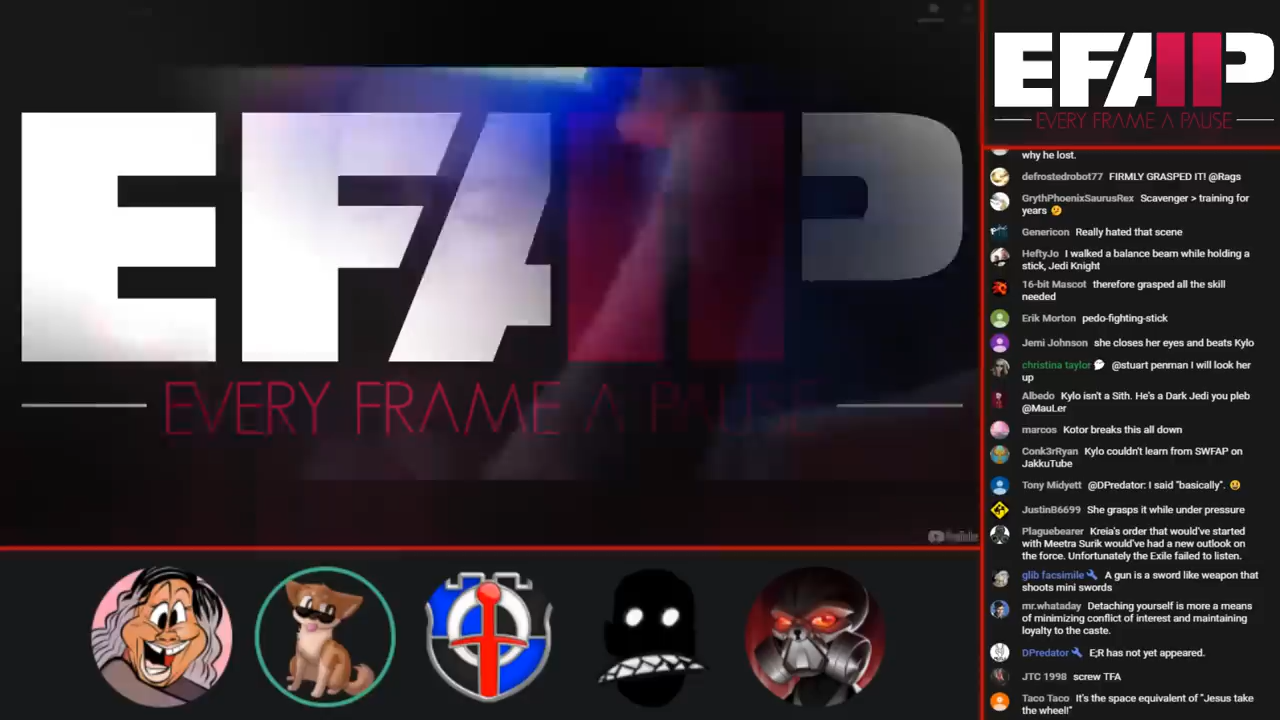 EFAP
EVERY FRAME A PAUSE
YouTube
EFAP
EVERY FRAME A PAUSE
why he lost.
defrostedrobot77 FIRMLY GRASPED IT! @Rags
GrythPhoenixSaurusRex Scavenger > training for
years 🤔
Genericon Really hated that scene
HeftyJo I walked a balance beam while holding a
stick, Jedi Knight
16-bit Mascot therefore grasped all the skill
needed
Erik Morton pedo-fighting-stick
Jemi Johnson she closes her eyes and beats Kylo
christina taylor @stuart penman I will look her
up
Albedo Kylo isn't a Sith. He's a Dark Jedi you pleb
@MauLer
marcos Kotor breaks this all down
Conk3rRyan Kylo couldn't learn from SWFAP on
JakkuTube
Tony Midyett @DPredator: I said "basically". 😃
JustinB6699 She grasps it while under pressure
Plaguebearer Kreia's order that would've started
with Meetra Surik would've had a new outlook on
the force. Unfortunately the Exile failed to listen.
glib facsimile A gun is a sword like weapon that
shoots mini swords
mr.whataday Detaching yourself is more a means
of minimizing conflict of interest and maintaining
loyalty to the caste.
DPredator E;R has not yet appeared.
JTC 1998 screw TFA
Taco Taco It's the space equivalent of "Jesus take
the wheel!"